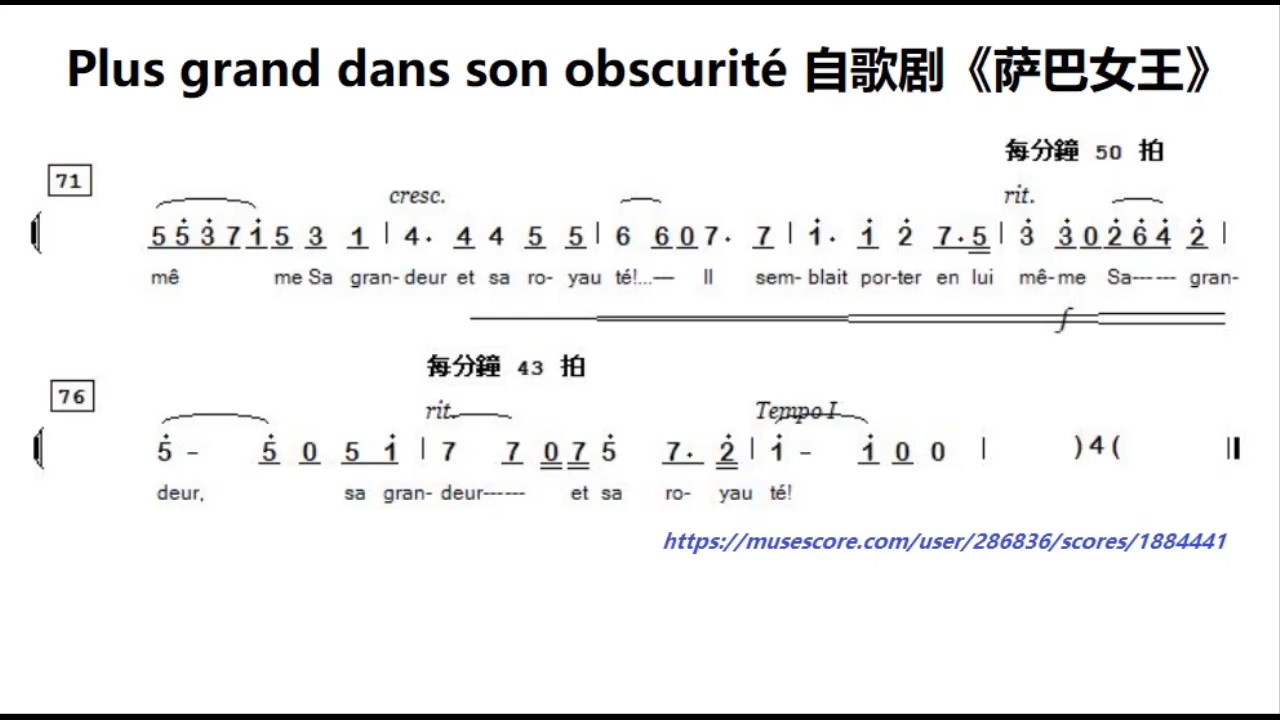 Plus grand dans son obscurité 自歌剧《萨巴女王》
每分鐘 50 拍
71 cresc. rit.
5 5̇ 3̇ 7 1̇ 5 3 1 | 4. 4 4 5 5 | 6 6 0 7. 7 | 1̇. 1̇ 2̇ 7. 5 | 3̇ 3̇ 0 2̇ 6̇ 4̇ 2̇ |
mê me Sa gran- deur et sa ro- yau té!...— Il sem- blait por-ter en lui mê-me Sa--- --- gran-
f
每分鐘 43 拍
76 rit. Tempo I
5̇ - 5̇ 0 5 1̇ | 7 7 0 7 5̇ 7. 2̇ | 1̇ - 1̇ 0 0 | )4(
deur, sa gran- deur--- --- et sa ro- yau té!
https://musescore.com/user/286836/scores/1884441